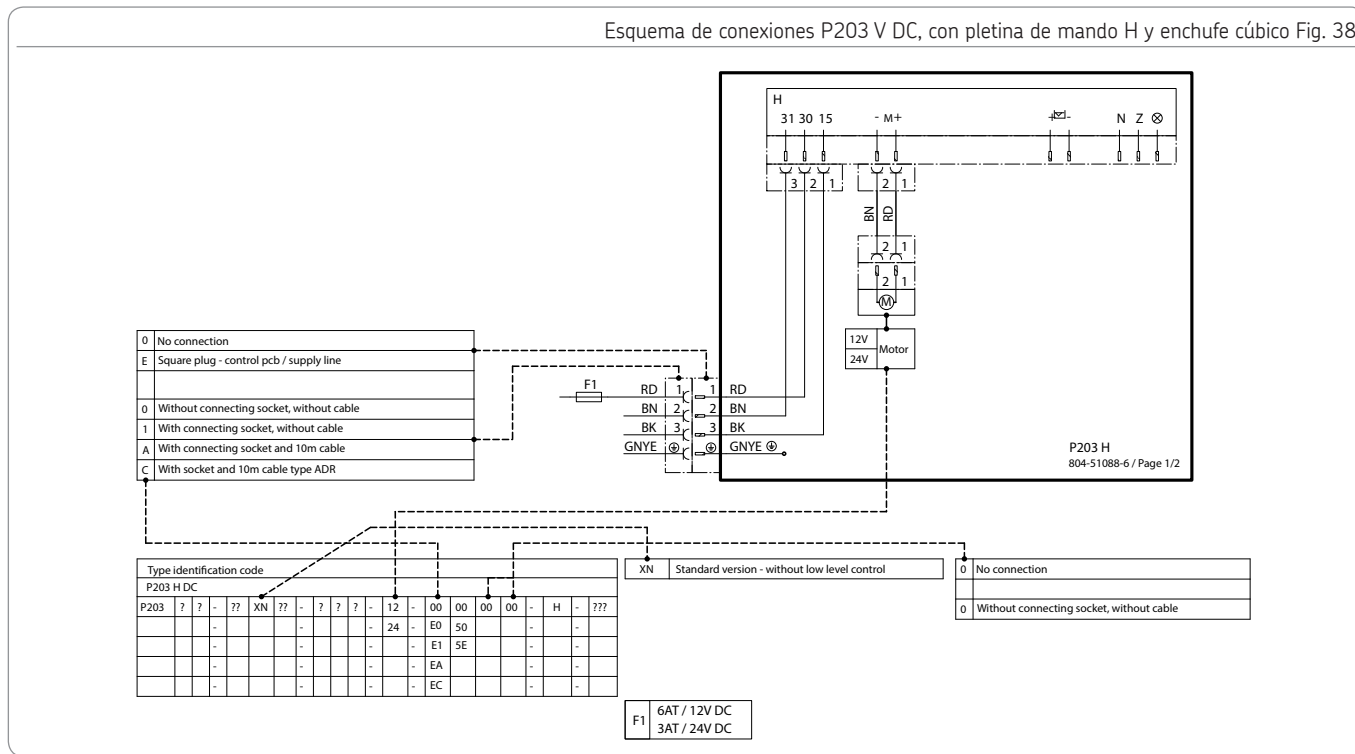 Esquema de conexiones P203 V DC, con pletina de mando H y enchufe cúbico Fig. 38
H
31 30 15 - M+ + - N Z
3 2 1 2 1
BN RD
2 1
2 1
M
12V
24V
Motor
0 No connection
E Square plug - control pcb / supply line
0 Without connecting socket, without cable
1 With connecting socket, without cable
A With connecting socket and 10m cable
C With socket and 10m cable type ADR
F1
RD 1 1 RD
BN 2 2 BN
BK 3 3 BK
GNYE GNYE
P203 H
804-51088-6 / Page 1/2
Type identification code
P203 H DC
P203 ? ? - ?? XN ?? - ? ? ? - 12 - 00 00 00 00 - H - ???
- - - 24 - E0 50 - -
- - - - E1 5E - -
- - - - EA - -
- - - - EC - -
XN Standard version - without low level control
0 No connection
0 Without connecting socket, without cable
F1
6AT / 12V DC
3AT / 24V DC